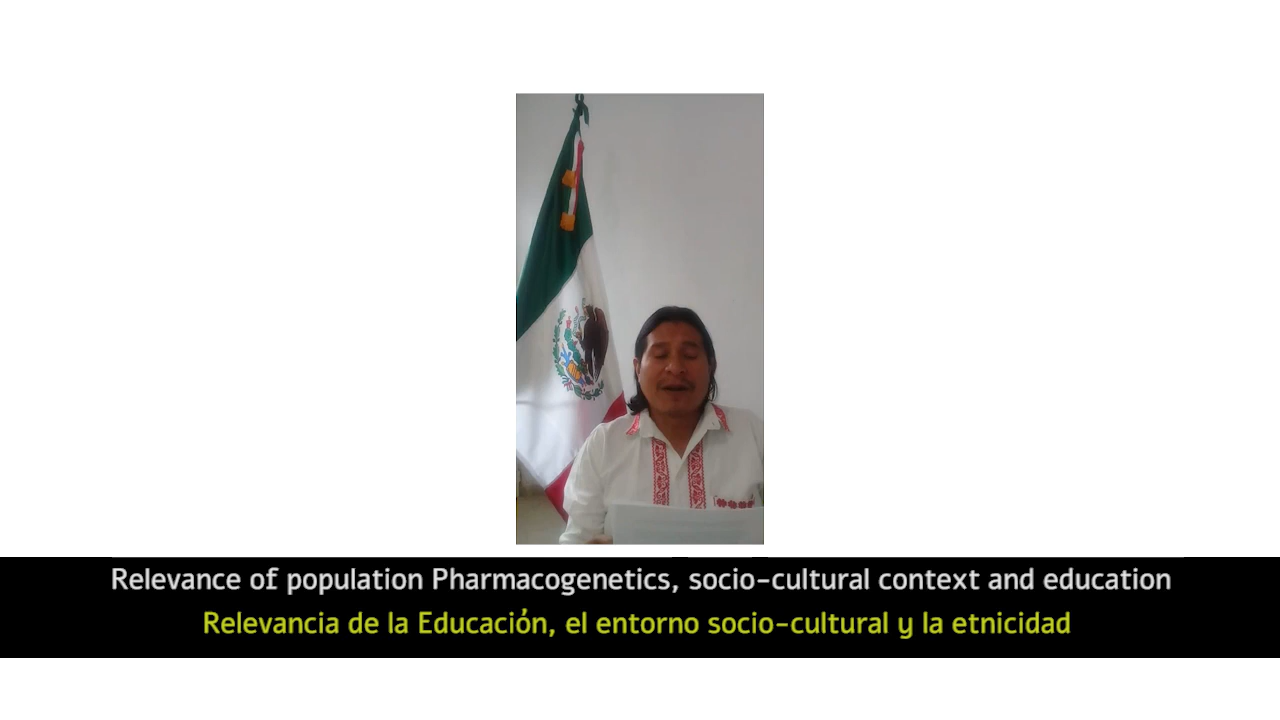 Relevance of population Pharmacogenetics, socio-cultural context and education
Relevancia de la Educación, el entorno socio-cultural y la etnicidad